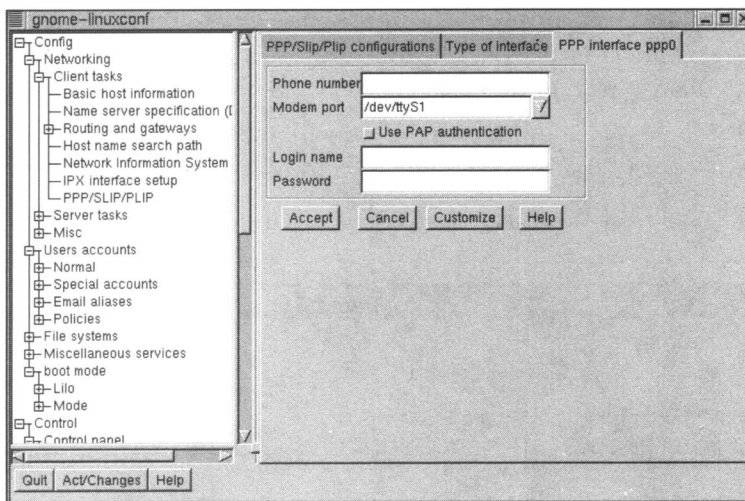 gnome-linuxconf
Config
Networking
Client tasks
Basic host information
Name server specification (
Routing and gateways
Host name search path
Network Information System
IPX interface setup
PPP/SLIP/PLIP
Server tasks
Misc
Users accounts
Normal
Special accounts
Email aliases
Policies
File systems
Miscellaneous services
boot mode
Lilo
Mode
Control
Control panel
PPP/Slip/Plip configurations Type of interface PPP interface ppp0
Phone number
Modem port /dev/ttyS1
Use PAP authentication
Login name
Password
Accept Cancel Customize Help
Quit Act/Changes Help